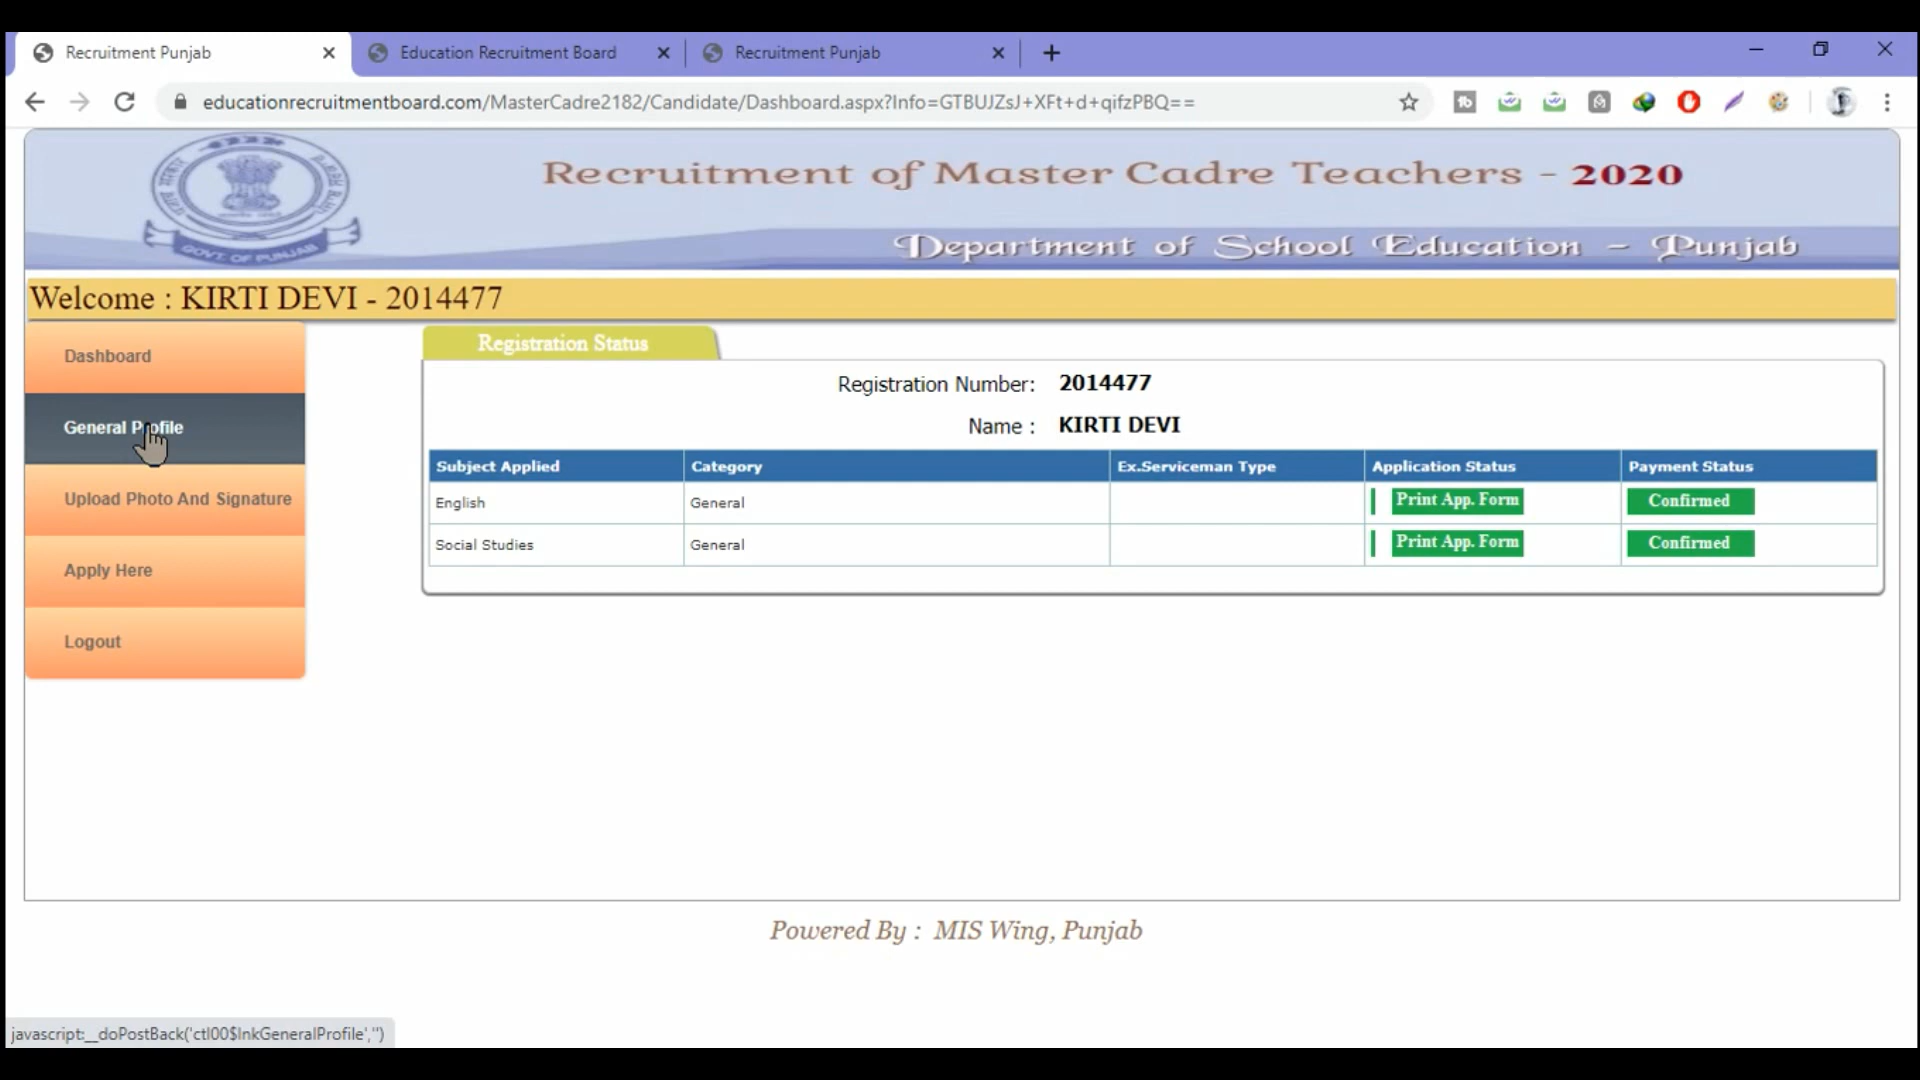 Recruitment Punjab
Education Recruitment Board
Recruitment Punjab
educationrecruitmentboard.com/MasterCadre2182/Candidate/Dashboard.aspx?Info=GTBUJZsJ+XFt+d+qifzPBQ==
Recruitment of Master Cadre Teachers - 2020
GOVT. OF PUNJAB
Department of School Education - Punjab
Welcome : KIRTI DEVI - 2014477
Dashboard
General Profile
Upload Photo And Signature
Apply Here
Logout
Registration Status
Registration Number: 2014477
Name : KIRTI DEVI
Subject Applied Category Ex.Serviceman Type Application Status Payment Status
English General Print App. Form Confirmed
Social Studies General Print App. Form Confirmed
Powered By : MIS Wing, Punjab
javascript:__doPostBack('ctl00$lnkGeneralProfile','')